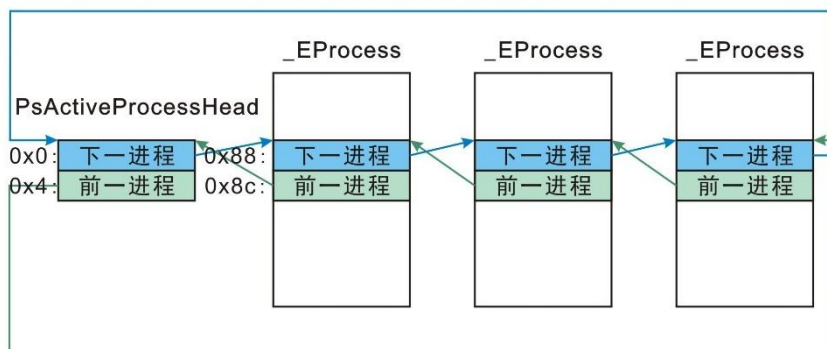 _EProcess
_EProcess
_EProcess
PsActiveProcessHead
0x0: 下一进程 0x88: 下一进程 下一进程 下一进程
0x4: 前一进程 0x8c: 前一进程 前一进程 前一进程